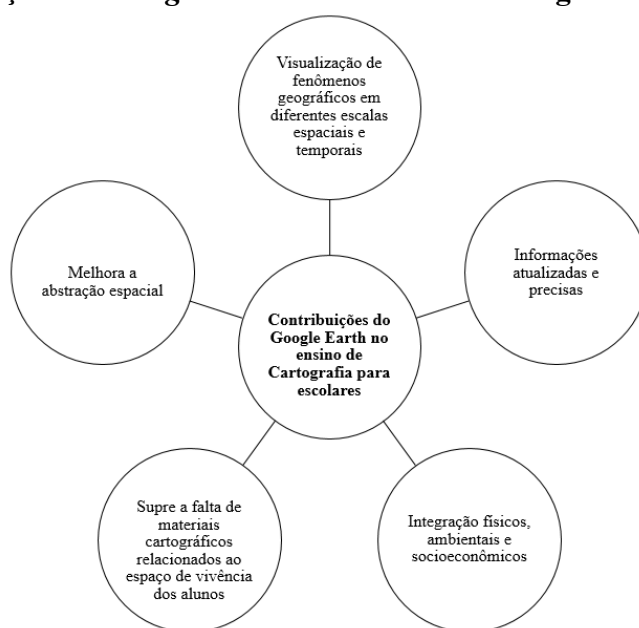 Visualização de
fenômenos
geográficos em
diferentes escalas
espaciais e
temporais
Informações
atualizadas e
precisas
Melhora a
abstração espacial
Contribuições do
Google Earth no
ensino de
Cartografia para
escolares
Supre a falta de
materiais
cartográficos
relacionados ao
espaço de vivência
dos alunos
Integração físicos,
ambientais e
socioeconômicos